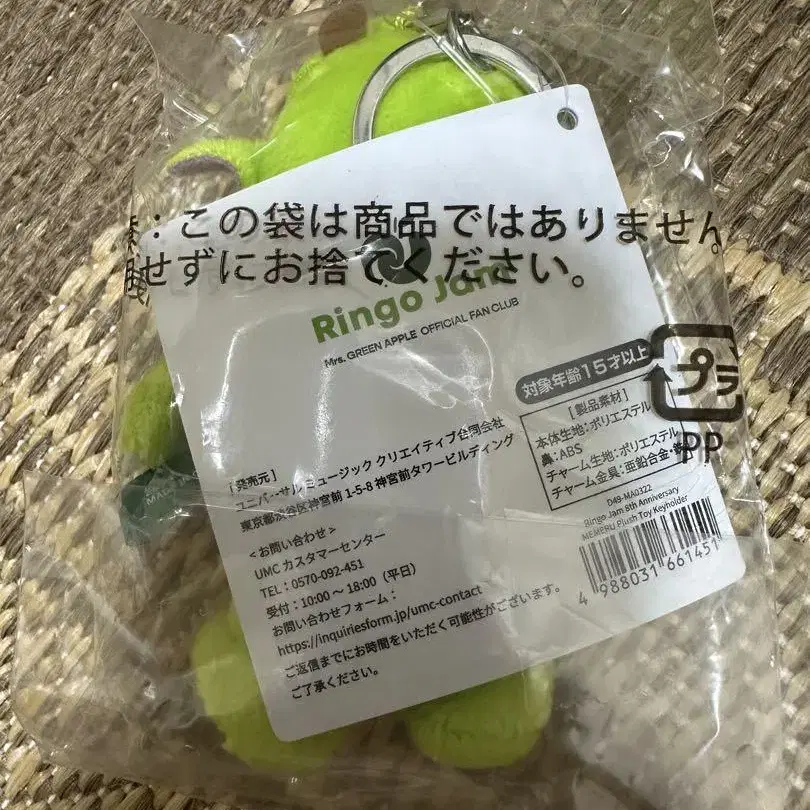 ：この袋は商品ではありません
せずにお捨てください。
Ringo Jam
Mrs. GREEN APPLE OFFICIAL FAN CLUB
対象年齢15才以上
プラ
PP
[製品素材]
本体生地：ポリエステル
鼻：ABS
チャーム生地：ポリエステル
チャーム金具：亜鉛合金・
D49-MA0322
Ringo Jam 8th Anniversary
MEMERU Plush Toy Keyholder
4 988031 661451
[発売元]
ユニバーサル ミュージック クリエイティブ合同会社
東京都渋谷区神宮前 1-5-8 神宮前タワービルディング
<お問い合わせ>
UMC カスタマーセンター
TEL：0570-092-451
受付：10:00～18:00（平日）
お問い合わせフォーム：
https://inquiriesform.jp/umc-contact
ご返信までにお時間をいただく可能性がございます。
ご了承ください。